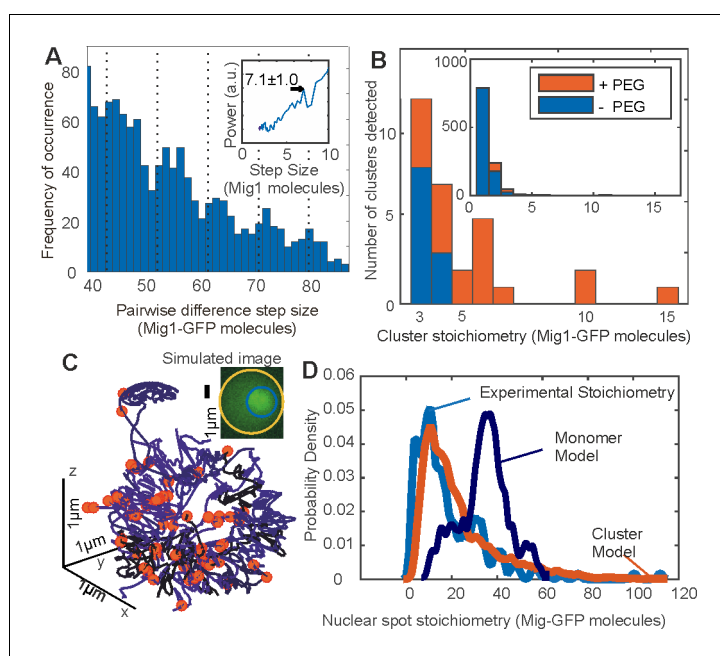 A
Frequency of occurrence
80
60
40
20
0
40
50
60
70
80
Pairwise difference step size
(Mig1-GFP molecules)
7.1±1.0
Power (a.u.)
0
5
10
Step Size
(Mig1 molecules)
B
Number of clusters detected
10
5
0
3
5
10
15
Cluster stoichiometry (Mig1-GFP molecules)
1000
500
0
0
5
10
15
+ PEG
- PEG
C
Simulated image
1µm
z
1µm
1µm
y
1µm
x
D
Probability Density
0.06
0.05
0.04
0.03
0.02
0.01
0
0
20
40
60
80
100
120
Nuclear spot stoichiometry (Mig-GFP molecules)
Experimental Stoichiometry
Monomer
Model
Cluster
Model